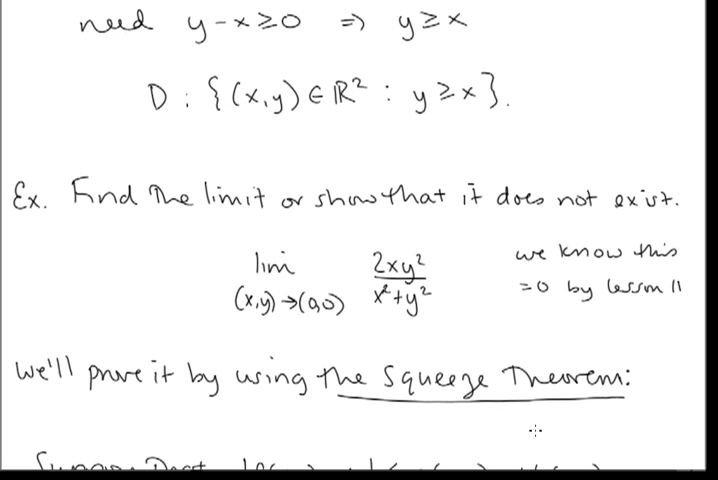 need y-x≥0 => y≥x
D: {(x,y)∈ℝ² : y≥x}.
Ex. Find the limit or show that it does not exist.
lim (x,y)→(0,0) 2xy²/x²+y² we know this
=0 by lesson 11
We'll prove it by using the Squeeze Theorem: